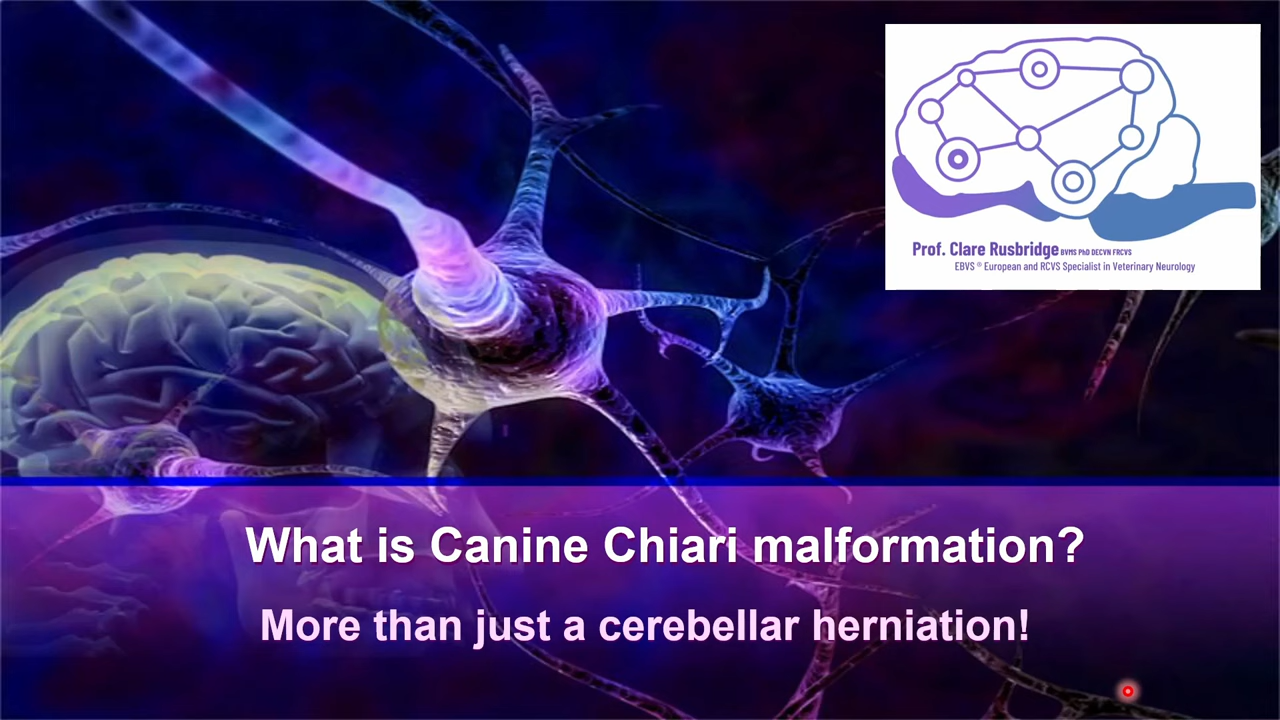 Prof. Clare Rusbridge BVMS PhD DECVN FRCVS
EBVS ® European and RCVS Specialist in Veterinary Neurology
What is Canine Chiari malformation?
More than just a cerebellar herniation!